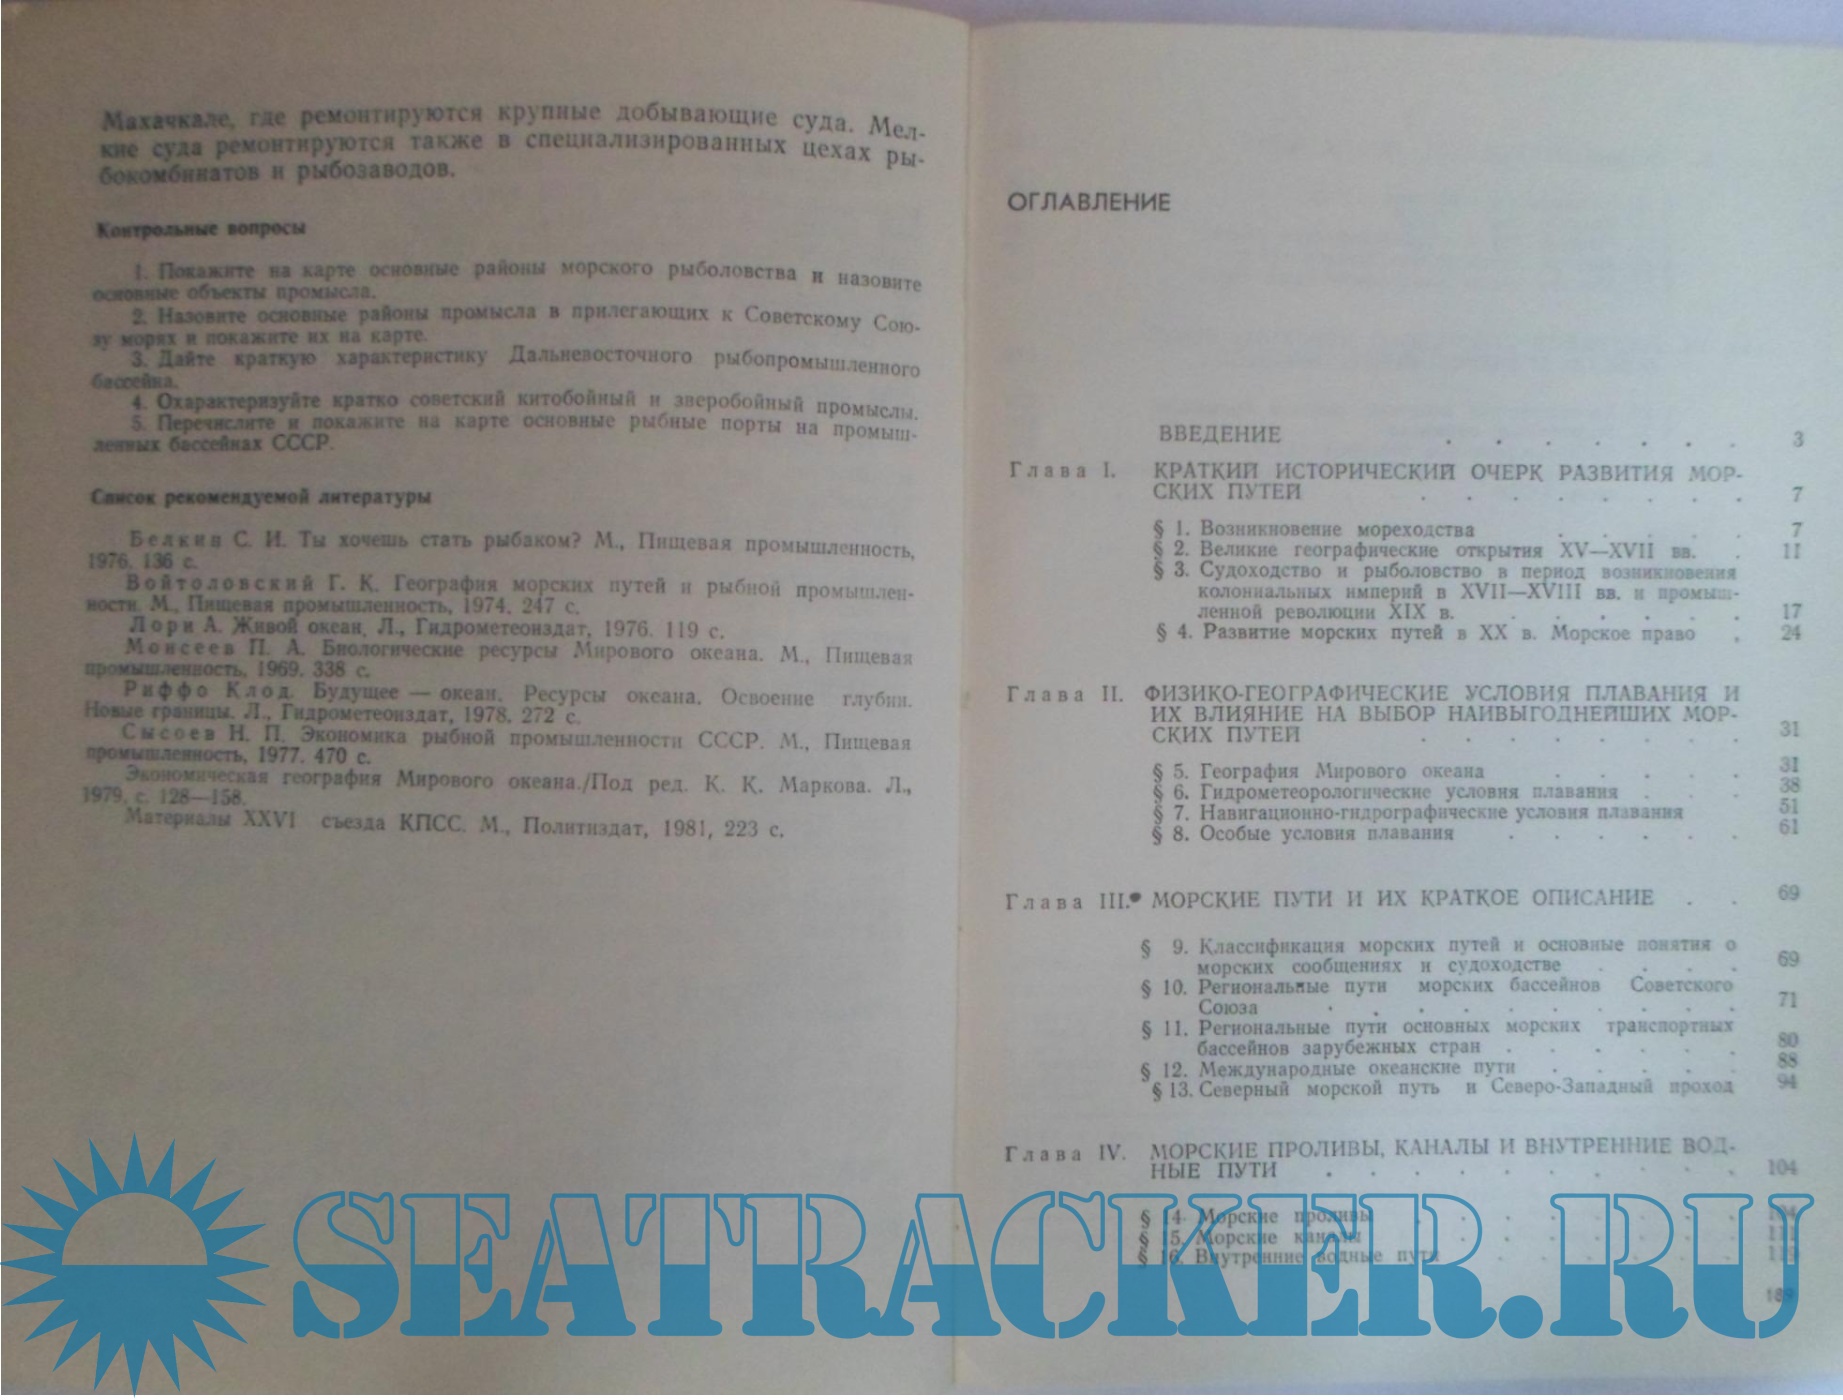 Махачкале, где ремонтируются крупные добывающие суда. Мел-
кие суда ремонтируются также в специализированных цехах ры-
бокомбинатов и рыбозаводов.
Контрольные вопросы
1. Покажите на карте основные районы морского рыболовства и назовите
основные объекты промысла.
2. Назовите основные районы промысла в прилегающих к Советскому Сою-
зу морях и покажите их на карте.
3. Дайте краткую характеристику Дальневосточного рыбопромышленного
бассейна.
4. Охарактеризуйте кратко советский китобойный и зверобойный промыслы.
5. Перечислите и покажите на карте основные рыбные порты на промыш-
ленных бассейнах СССР.
Список рекомендуемой литературы
Белкин С. И. Ты хочешь стать рыбаком? М., Пищевая промышленность,
1976. 136 с.
Войтоловский Г. К. География морских путей и рыбной промышлен-
ности. М., Пищевая промышленность, 1974. 247 с.
Лори А. Живой океан. Л., Гидрометеоиздат, 1976. 119 с.
Моисеев П. А. Биологические ресурсы Мирового океана. М., Пищевая
промышленность, 1969. 338 с.
Риффо Клод. Будущее — океан. Ресурсы океана. Освоение глубин.
Новые границы. Л., Гидрометеоиздат, 1978. 272 с.
Сысоев Н. П. Экономика рыбной промышленности СССР. М., Пищевая
промышленность, 1977. 470 с.
Экономическая география Мирового океана./Под ред. К. К. Маркова. Л.,
1979, с. 128—158.
Материалы XXVI съезда КПСС. М., Политиздат, 1981, 223 с.
ОГЛАВЛЕНИЕ
ВВЕДЕНИЕ . . . . . . . 3
Глава I. КРАТКИЙ ИСТОРИЧЕСКИЙ ОЧЕРК РАЗВИТИЯ МОР-
СКИХ ПУТЕЙ . . . . . . . 7
§ 1. Возникновение мореходства . . . . . 7
§ 2. Великие географические открытия XV—XVII вв. . 11
§ 3. Судоходство и рыболовство в период возникновения
колониальных империй в XVII—XVIII вв. и промыш-
ленной революции XIX в. . . . . . . 17
§ 4. Развитие морских путей в XX в. Морское право . 24
Глава II. ФИЗИКО-ГЕОГРАФИЧЕСКИЕ УСЛОВИЯ ПЛАВАНИЯ И
ИХ ВЛИЯНИЕ НА ВЫБОР НАИВЫГОДНЕЙШИХ МОР-
СКИХ ПУТЕЙ . . . . . . . 31
§ 5. География Мирового океана . . . . . 31
§ 6. Гидрометеорологические условия плавания . . . 38
§ 7. Навигационно-гидрографические условия плавания 51
§ 8. Особые условия плавания . . . . . . 61
Глава III. МОРСКИЕ ПУТИ И ИХ КРАТКОЕ ОПИСАНИЕ . . 69
§ 9. Классификация морских путей и основные понятия о
морских сообщениях и судоходстве . . . . 69
§ 10. Региональные пути морских бассейнов Советского
Союза . . . . . . . . . . 71
§ 11. Региональные пути основных морских транспортных
бассейнов зарубежных стран . . . . . . 80
§ 12. Международные океанские пути . . . . . 88
§ 13. Северный морской путь и Северо-Западный проход 94
Глава IV. МОРСКИЕ ПРОЛИВЫ, КАНАЛЫ И ВНУТРЕННИЕ ВОД-
НЫЕ ПУТИ . . . . . . . . 104
§ 14. Морские проливы . . . . . . . . 104
§ 15. Морские каналы . . . . . . . . 111
§ 16. Внутренние водные пути . . . . . .
189
SEATRACKER.RU